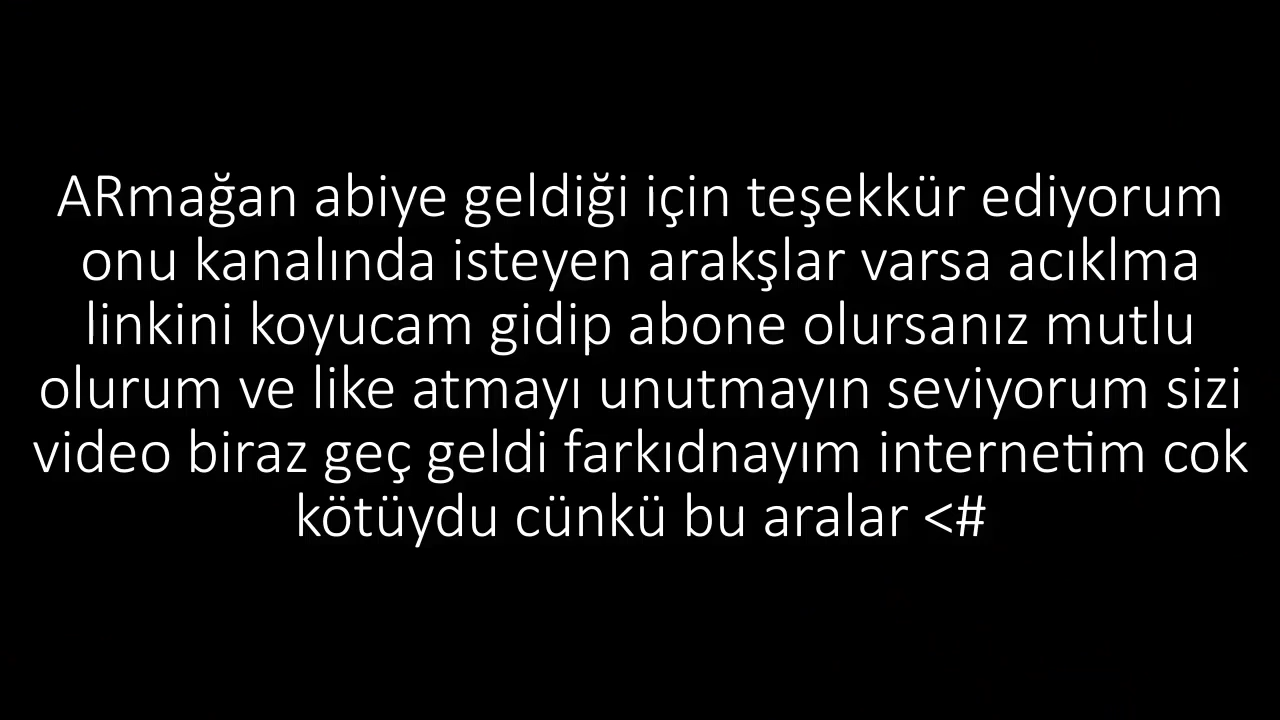 ARmağan abiye geldiği için teşekkür ediyorum
onu kanalında isteyen arakşlar varsa acıklma
linkini koyucam gidip abone olursanız mutlu
olurum ve like atmayı unutmayın seviyorum sizi
video biraz geç geldi farkıdnayım internetim cok
kötüydu cünkü bu aralar <#